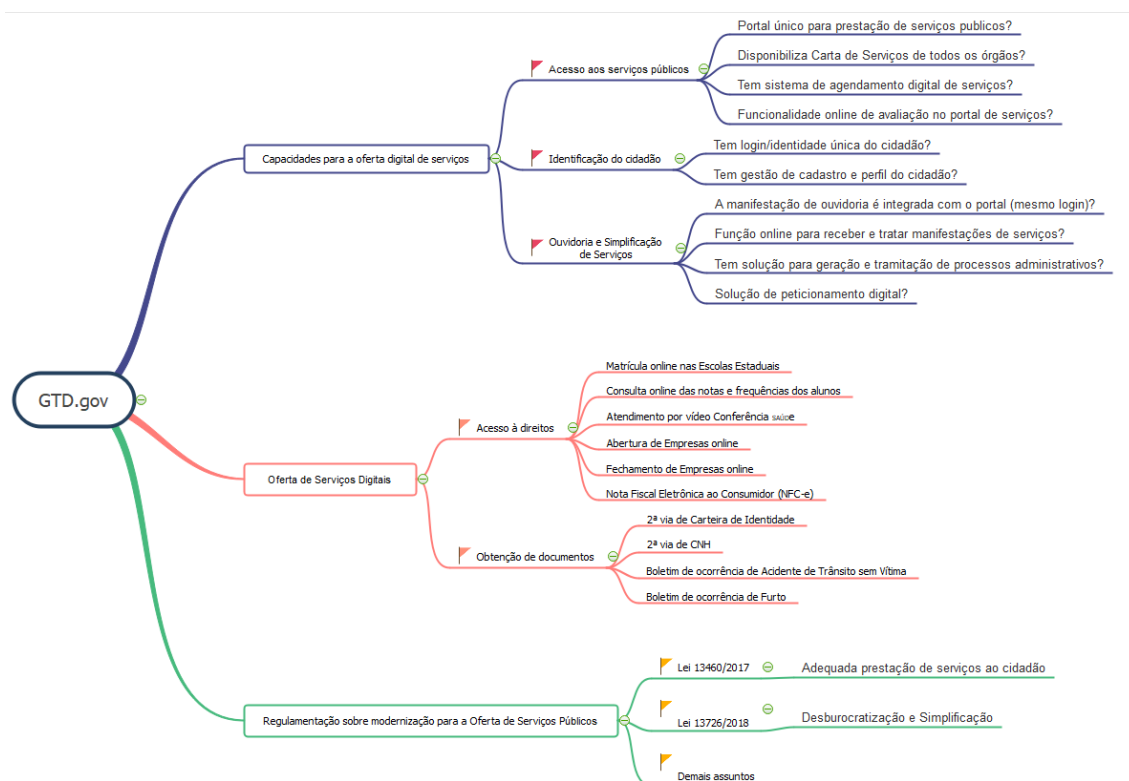 Portal único para prestação de serviços publicos?
Disponibiliza Carta de Serviços de todos os órgãos?
Acesso aos serviços públicos
Tem sistema de agendamento digital de serviços?
Funcionalidade online de avaliação no portal de serviços?
Capacidades para a oferta digital de serviços
Tem login/identidade única do cidadão?
Identificação do cidadão
Tem gestão de cadastro e perfil do cidadão?
A manifestação de ouvidoria é integrada com o portal (mesmo login)?
Função online para receber e tratar manifestações de serviços?
Ouvidoria e Simplificação
de Serviços
Tem solução para geração e tramitação de processos administrativos?
Solução de peticionamento digital?
GTD.gov
Matrícula online nas Escolas Estaduais
Consulta online das notas e frequências dos alunos
Atendimento por vídeo Conferência SAÚDe
Acesso à direitos
Abertura de Empresas online
Fechamento de Empresas online
Nota Fiscal Eletrônica ao Consumidor (NFC-e)
Oferta de Serviços Digitais
2ª via de Carteira de Identidade
2ª via de CNH
Obtenção de documentos
Boletim de ocorrência de Acidente de Trânsito sem Vítima
Boletim de ocorrência de Furto
Lei 13460/2017
Adequada prestação de serviços ao cidadão
Regulamentação sobre modernização para a Oferta de Serviços Públicos
Lei 13726/2018
Desburocratização e Simplificação
Demais assuntos